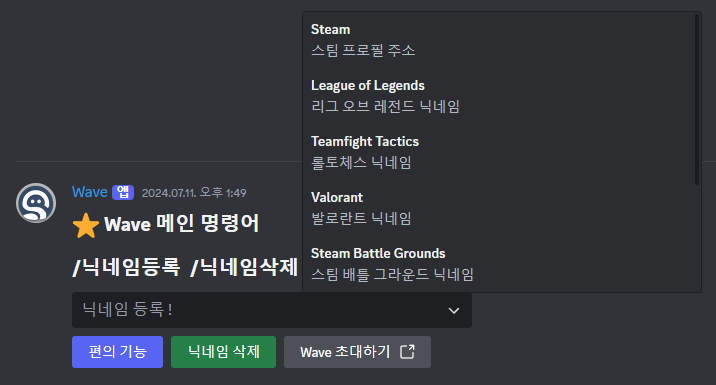 Steam
스팀 프로필 주소
League of Legends
리그 오브 레전드 닉네임
Teamfight Tactics
롤토체스 닉네임
Valorant
발로란트 닉네임
Steam Battle Grounds
스팀 배틀 그라운드 닉네임
Wave 앱 2024.07.11. 오후 1:49
Wave 메인 명령어
/닉네임등록 /닉네임삭제
닉네임 등록 !
편의 기능 닉네임 삭제 Wave 초대하기